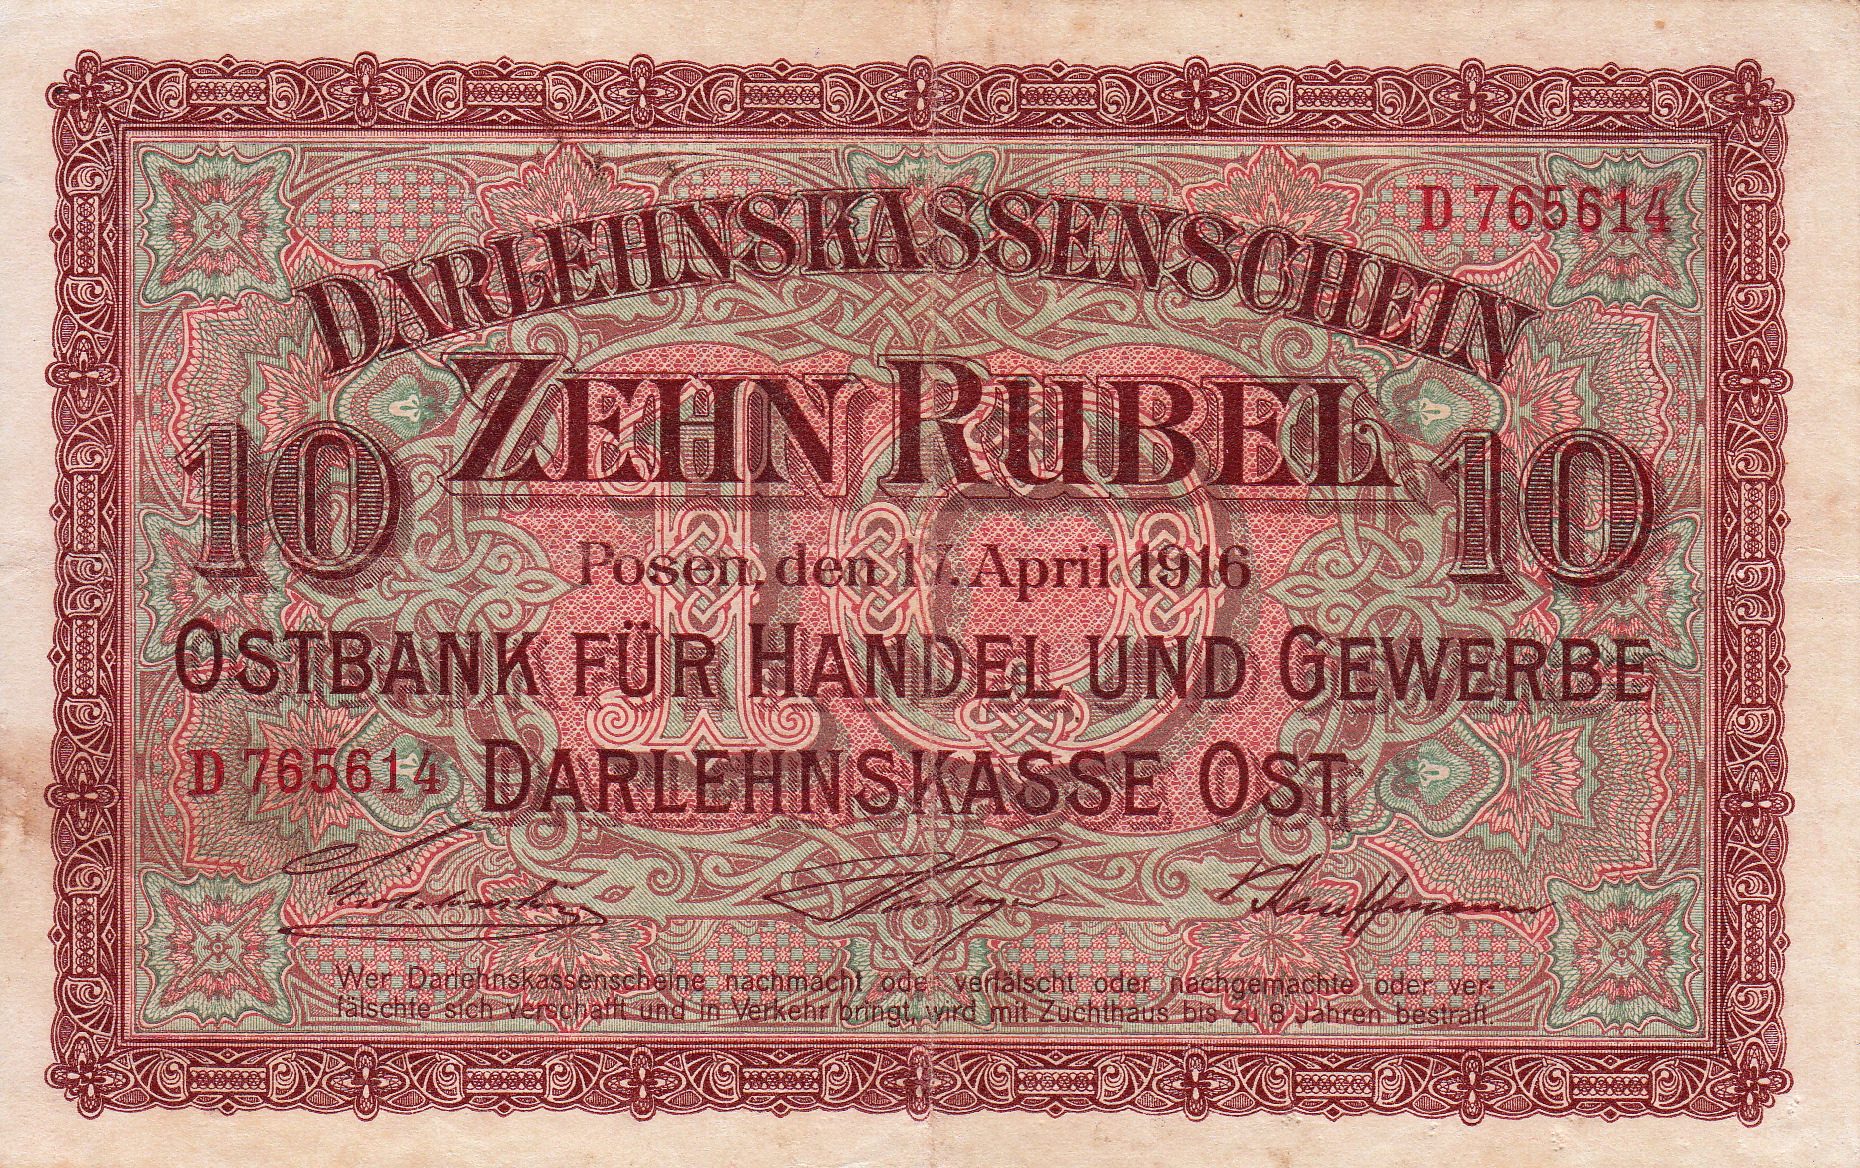 D 765614
DARLEHNSKASSENSCHEIN
ZEHN RUBEL
10 10
Posen, den 17. April 1916
OSTBANK FÜR HANDEL UND GEWERBE
D 765614 DARLEHNSKASSE OST
Kauffmann
Wer Darlehnskassenscheine nachmacht oder verfälscht oder nachgemachte oder ver-
fälschte sich verschafft und in Verkehr bringt, wird mit Zuchthaus bis zu 8 Jahren bestraft.